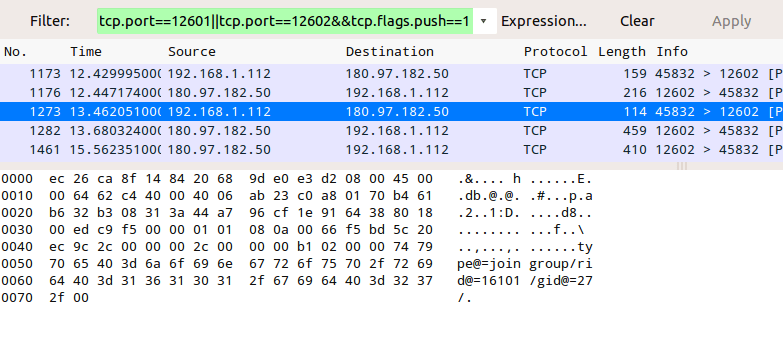 Filter: tcp.port==12601||tcp.port==12602&&tcp.flags.push==1 Expression... Clear Apply
No. Time Source Destination Protocol Length Info
1173 12.429995000 192.168.1.112 180.97.182.50 TCP 159 45832 > 12602 [P
1176 12.447174000 180.97.182.50 192.168.1.112 TCP 216 12602 > 45832 [P
1273 13.462051000 192.168.1.112 180.97.182.50 TCP 114 45832 > 12602 [P
1282 13.680324000 180.97.182.50 192.168.1.112 TCP 459 12602 > 45832 [P
1461 15.562351000 180.97.182.50 192.168.1.112 TCP 410 12602 > 45832 [P
0000 ec 26 ca 8f 14 84 20 68 9d e0 e3 d2 08 00 45 00 .&.... h ......E.
0010 00 64 62 c4 40 00 40 06 ab 23 c0 a8 01 70 b4 61 .db.@.@. .#...p.a
0020 b6 32 b3 08 31 3a 44 a7 96 cf 1e 91 64 38 80 18 .2..1:D. ....d8..
0030 00 ed c9 f5 00 00 01 01 08 0a 00 66 f5 bd 5c 20 ........ ...f..\
0040 ec 9c 2c 00 00 00 2c 00 00 00 b1 02 00 00 74 79 ..,...,. ......ty
0050 70 65 40 3d 6a 6f 69 6e 67 72 6f 75 70 2f 72 69 pe@=join group/ri
0060 64 40 3d 31 36 31 30 31 2f 67 69 64 40 3d 32 37 d@=16101 /gid@=27
0070 2f 00 /.